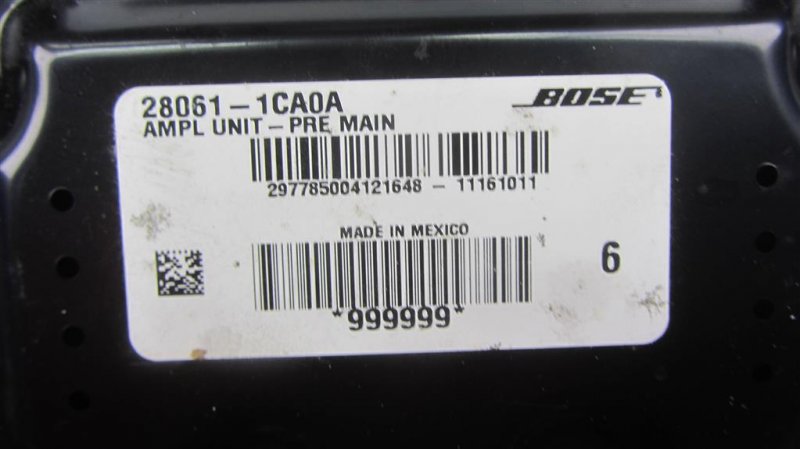 28061-1CA0A BOSE
AMPL UNIT-PRE MAIN
297785004121648 - 11161011
MADE IN MEXICO
6
*999999*